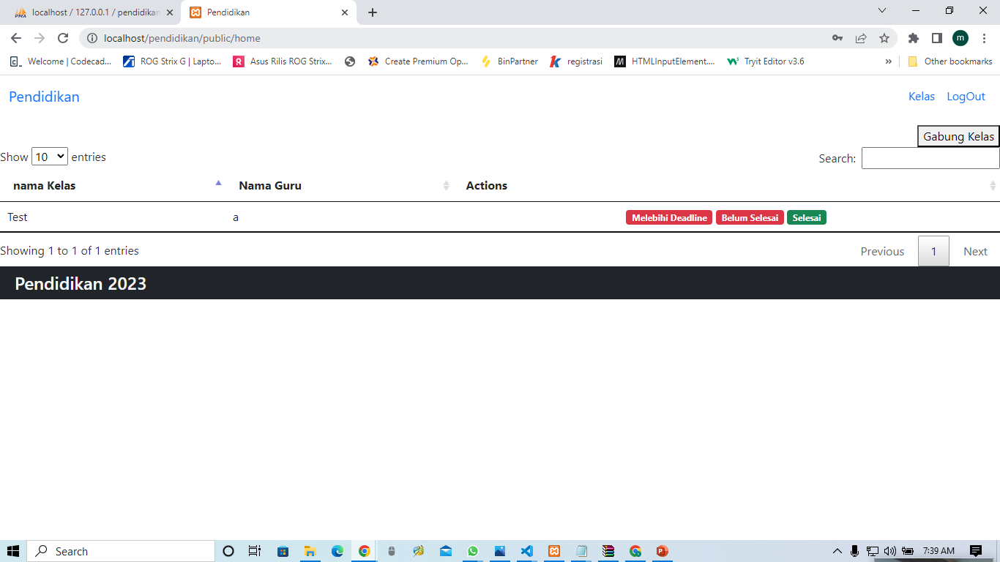 localhost / 127.0.0.1 / pendidikan
Pendidikan
localhost/pendidikan/public/home
m
Welcome | Codecad...
ROG Strix G | Lapto...
Asus Rilis ROG Strix...
Create Premium Op...
BinPartner
registrasi
HTMLInputElement....
Tryit Editor v3.6
»
Other bookmarks
Pendidikan
Kelas
LogOut
Gabung Kelas
Show 10 entries
Search:
nama Kelas
Nama Guru
Actions
Test
a
Melebihi Deadline
Belum Selesai
Selesai
Showing 1 to 1 of 1 entries
Previous
1
Next
Pendidikan 2023
Search
7:39 AM